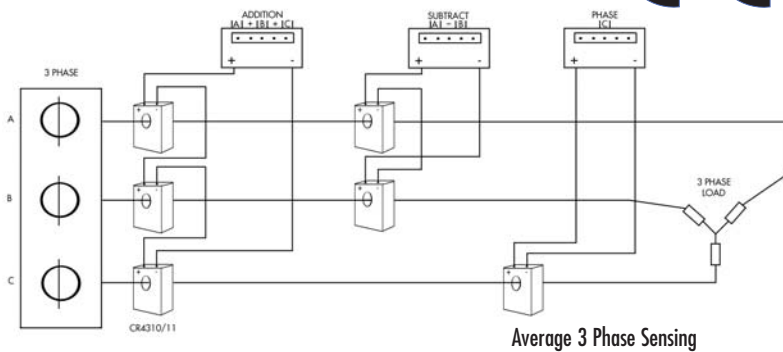 ADDITION
|A| + |B| + |C|
+ -
SUBTRACT
|A| - |B|
+ -
PHASE
|C|
+ -
3 PHASE
A
+ -
+ -
B
+ -
+ -
3 PHASE
LOAD
C
+ -
+ -
CR4310/11
Average 3 Phase Sensing